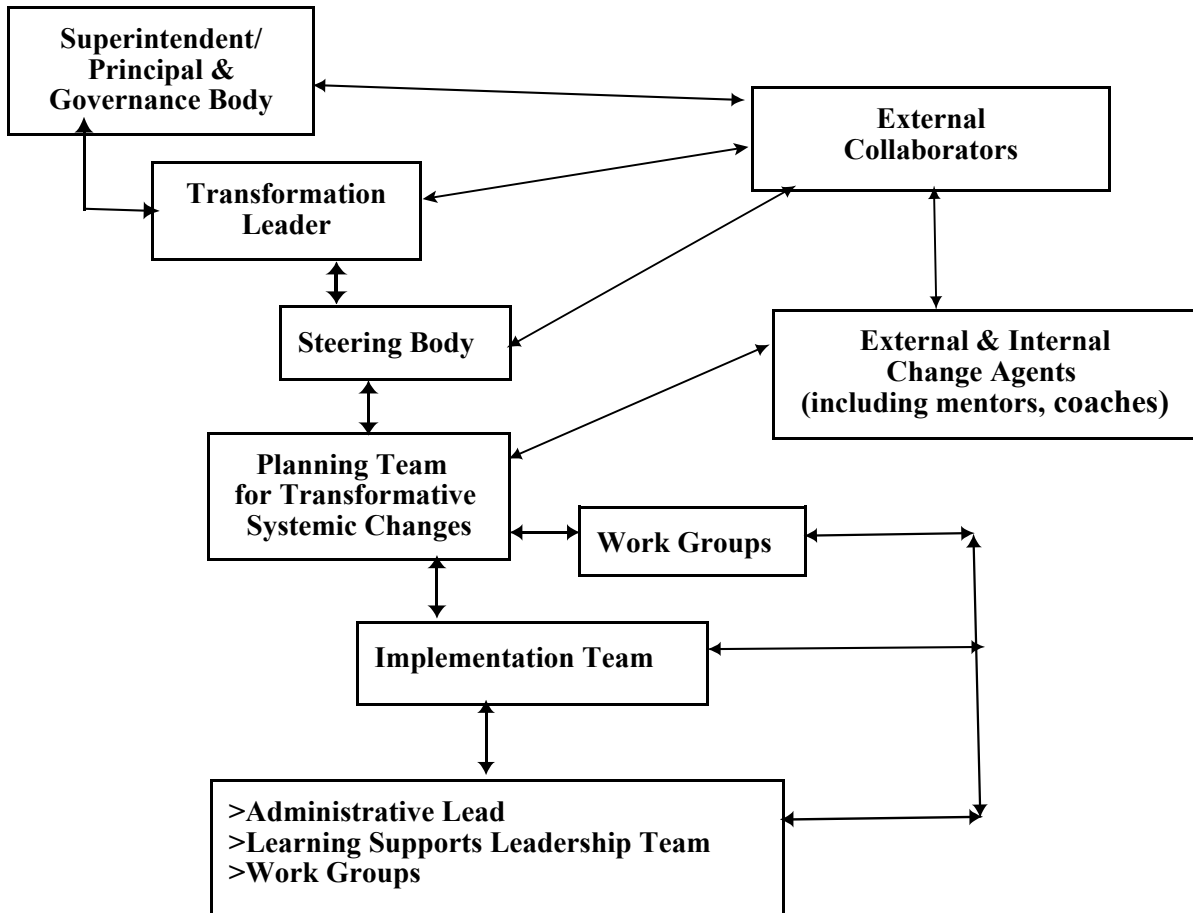 Superintendent/
Principal &
Governance Body
External
Collaborators
Transformation
Leader
Steering Body
External & Internal
Change Agents
(including mentors, coaches)
Planning Team
for Transformative
Systemic Changes
Work Groups
Implementation Team
>Administrative Lead
>Learning Supports Leadership Team
>Work Groups